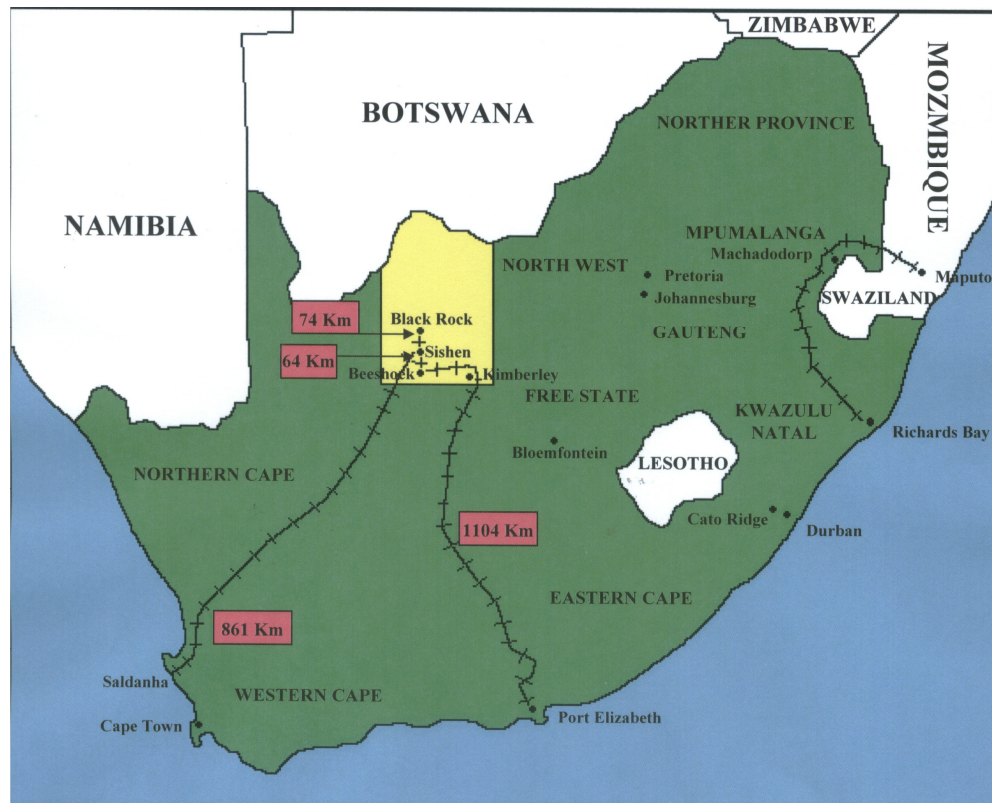 ZIMBABWE
MOZMBIQUE
BOTSWANA
NORTHER PROVINCE
NAMIBIA
MPUMALANGA
Machadodorp
NORTH WEST
Pretoria
Maputo
Johannesburg
SWAZILAND
74 Km
Black Rock
GAUTENG
64 Km
Sishen
Beeshoek
Kimberley
FREE STATE
KWAZULU
NATAL
Richards Bay
Bloemfontein
LESOTHO
NORTHERN CAPE
Cato Ridge
Durban
1104 Km
EASTERN CAPE
861 Km
Saldanha
WESTERN CAPE
Cape Town
Port Elizabeth